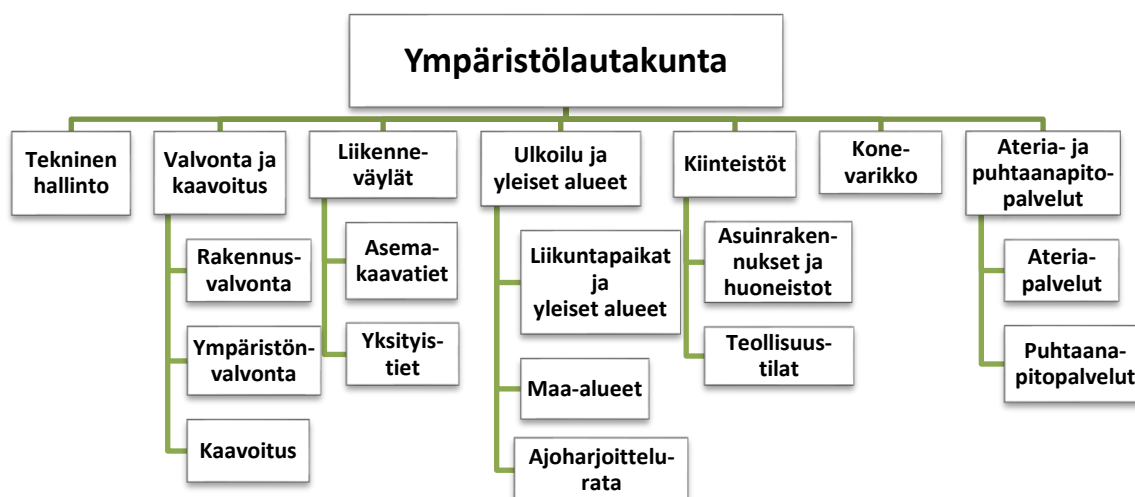 Ympäristölautakunta
Tekninen
hallinto
Valvonta ja
kaavoitus
Rakennus-
valvonta
Ympäristön-
valvonta
Kaavoitus
Liikenne-
väylät
Asema-
kaavatiet
Yksityis-
tiet
Ulkoilu ja
yleiset alueet
Liikuntapaikat
ja
yleiset alueet
Maa-alueet
Ajoharjoittelu-
rata
Kiinteistöt
Asuinraken-
nukset ja
huoneistot
Teollisuus-
tilat
Kone-
varikko
Ateria- ja
puhtaanapito-
palvelut
Ateria-
palvelut
Puhtaana-
pitopalvelut